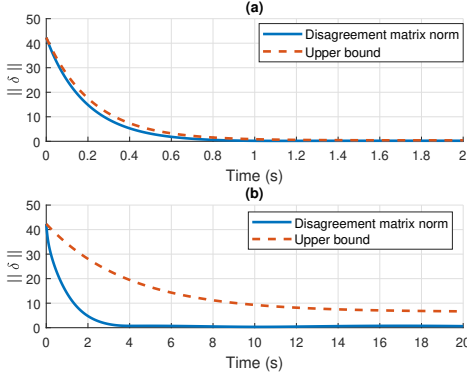 (a)
50
40
30
20
10
0
|| δ ||
Disagreement matrix norm
Upper bound
0 0.2 0.4 0.6 0.8 1 1.2 1.4 1.6 1.8 2
Time (s)
(b)
50
40
30
20
10
0
|| δ ||
Disagreement matrix norm
Upper bound
0 2 4 6 8 10 12 14 16 18 20
Time (s)